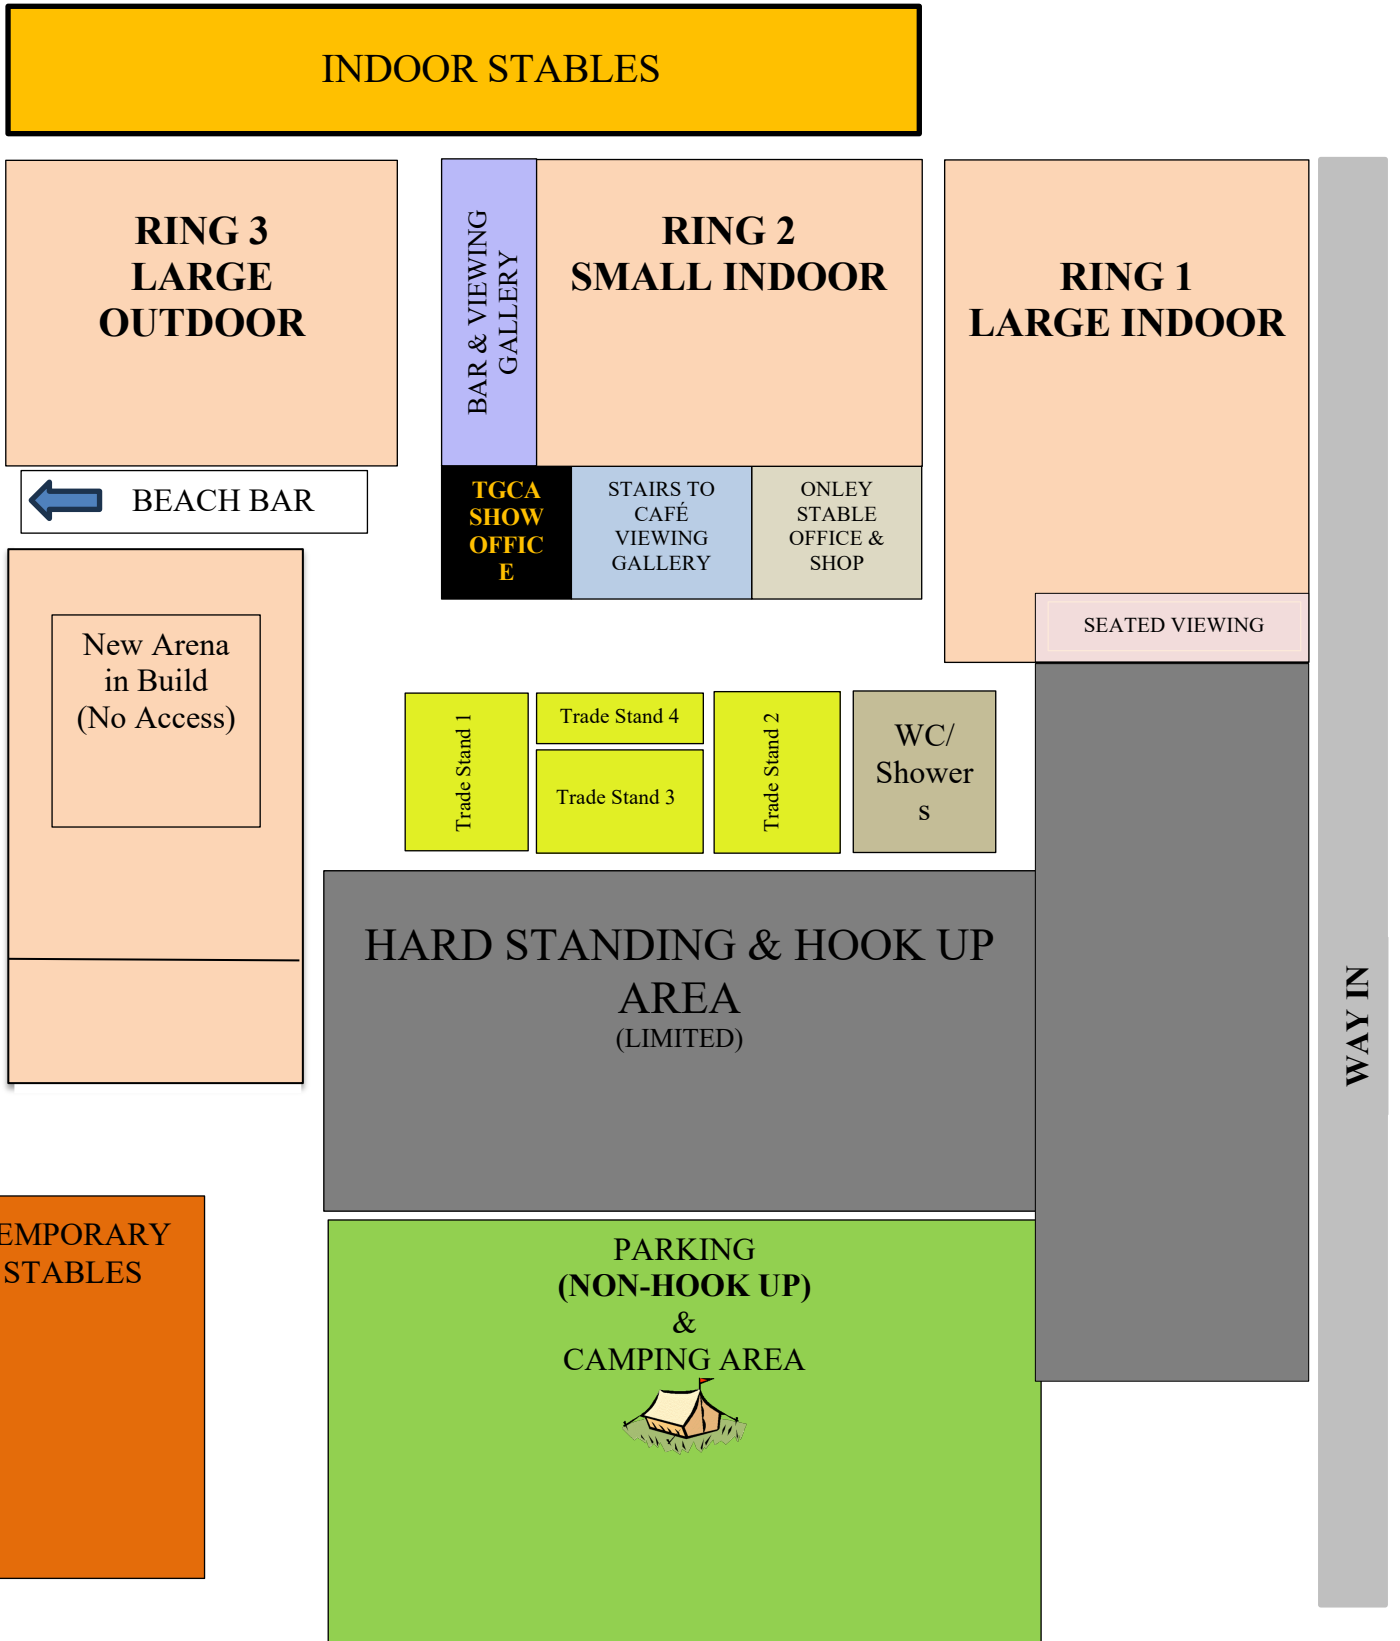 INDOOR STABLES
RING 3
LARGE
OUTDOOR
BAR & VIEWING
GALLERY
RING 2
SMALL INDOOR
RING 1
LARGE INDOOR
BEACH BAR
TGCA
SHOW
OFFIC
E
STAIRS TO
CAFÉ
VIEWING
GALLERY
ONLEY
STABLE
OFFICE &
SHOP
SEATED VIEWING
New Arena
in Build
(No Access)
Trade Stand 1
Trade Stand 4
Trade Stand 3
Trade Stand 2
WC/
Shower
s
HARD STANDING & HOOK UP
AREA
(LIMITED)
WAY IN
EMPORARY
STABLES
PARKING
(NON-HOOK UP)
&
CAMPING AREA